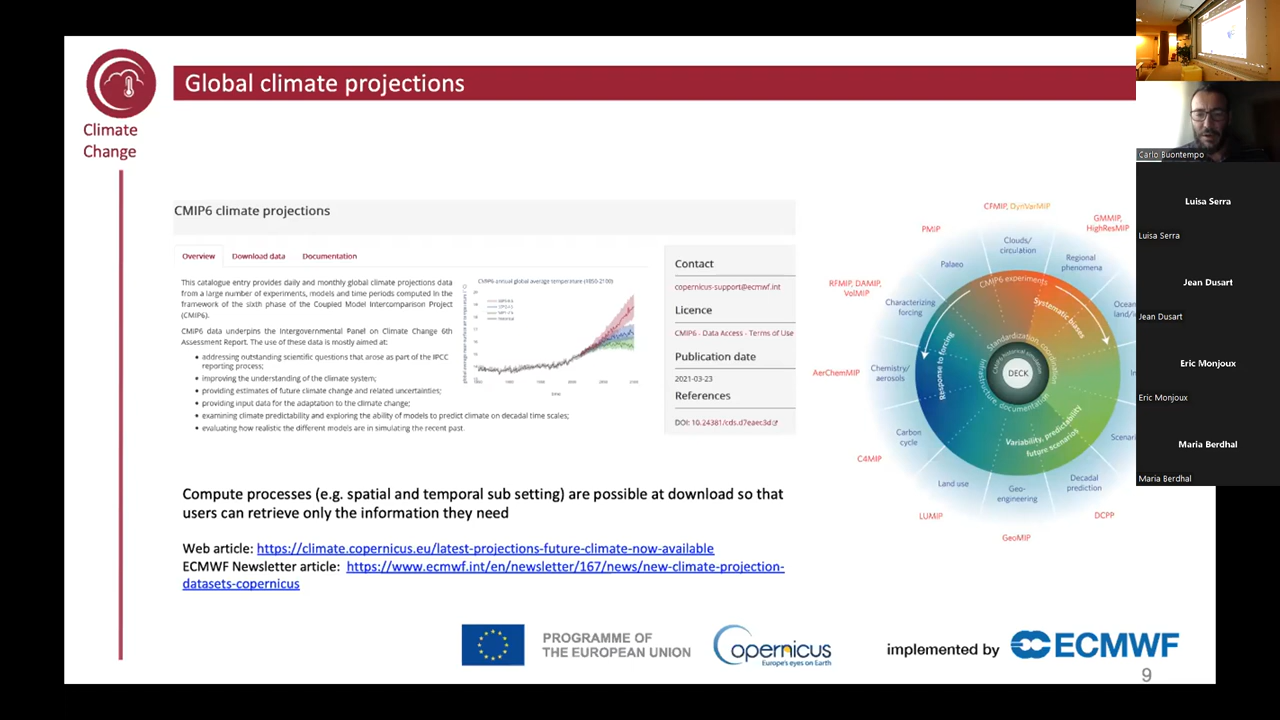 Global climate projections
Climate
Change
CMIP6 climate projections
Overview
Download data
Documentation
This catalogue entry provides daily and monthly global climate projections data
from a large number of experiments, models and time periods computed in the
framework of the sixth phase of the Coupled Model Intercomparison Project
(CMIP6).
CMIP6 data underpins the Intergovernmental Panel on Climate Change 6th
Assessment Report. The use of these data is mostly aimed at:
• addressing outstanding scientific questions that arose as part of the IPCC
reporting process;
• improving the understanding of the climate system;
• providing estimates of future climate change and related uncertainties;
• providing input data for the adaptation to the climate change;
• examining climate predictability and exploring the ability of models to predict climate on decadal time scales;
• evaluating how realistic the different models are in simulating the recent past.
CMIP6 annual global average temperature (1850-2100)
Contact
copernicus-support@ecmwf.int
Licence
CMIP6 - Data Access - Terms of Use
Publication date
2021-03-23
References
DOI: 10.24381/cds.d7eaec3d
CFMIP, DynVarMIP
GMMIP,
HighResMIP
PMIP
Clouds/
circulation
Regional
phenomena
Palaeo
RFMIP, DAMIP,
VolMIP
CMIP6 experiments
Systematic biases
Characterizing
forcing
Ocean
land/
Standardization, coordination,
infrastructure, documentation
DECK
Response to forcing
AerChemMIP
Chemistry/
aerosols
Variability, predictability
future scenarios
Carbon
cycle
Scenari
C4MIP
Land use
Geo-
engineering
Decadal
prediction
LUMIP
DCPP
GeoMIP
Compute processes (e.g. spatial and temporal sub setting) are possible at download so that
users can retrieve only the information they need
Web article: https://climate.copernicus.eu/latest-projections-future-climate-now-available
ECMWF Newsletter article: https://www.ecmwf.int/en/newsletter/167/news/new-climate-projection-
datasets-copernicus
PROGRAMME OF
THE EUROPEAN UNION
Copernicus
Europe's eyes on Earth
implemented by
ECMWF
9
Carlo Buontempo
Luisa Serra
Luisa Serra
Jean Dusart
Jean Dusart
Eric Monjoux
Eric Monjoux
Maria Berdhal
Maria Berdhal